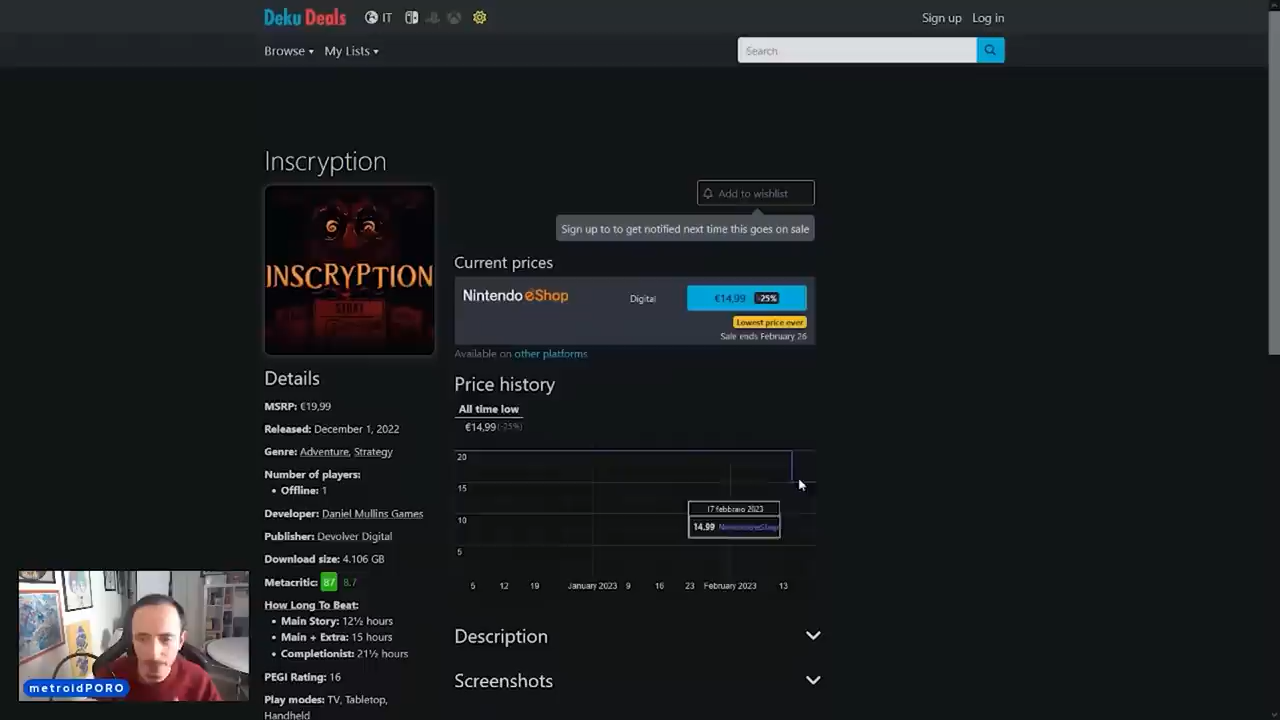 Deku Deals
IT
Sign up
Log in
Browse
My Lists
Search
Inscryption
INSCRYPTION
START
Add to wishlist
Sign up to to get notified next time this goes on sale
Current prices
Nintendo eShop
Digital
€14,99 -25%
Lowest price ever
Sale ends February 26
Available on other platforms
Details
MSRP: €19,99
Released: December 1, 2022
Genre: Adventure, Strategy
Number of players:
• Offline: 1
Developer: Daniel Mullins Games
Publisher: Devolver Digital
Download size: 4.106 GB
Metacritic: 87 8.7
How Long To Beat:
• Main Story: 12½ hours
• Main + Extra: 15 hours
• Completionist: 21½ hours
PEGI Rating: 16
Play modes: TV, Tabletop,
Handheld
Price history
All time low
€14,99 (-25%)
20
15
10
5
17 febbraio 2023
14.99 Nintendo eShop
5 12 19 January 2023 9 16 23 February 2023 13
Description
Screenshots
metroidPORO